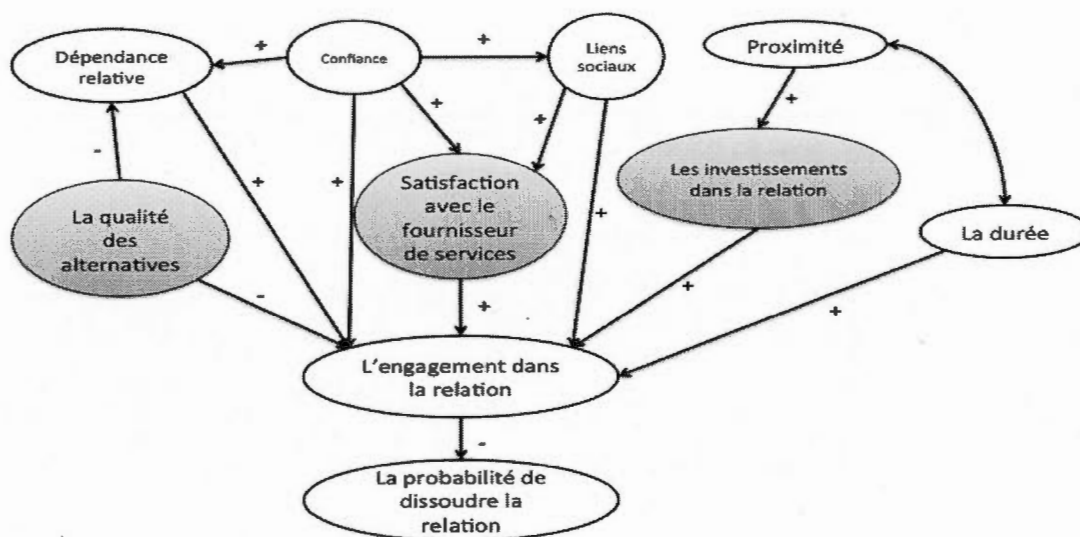 Dépendance
relative
+
Confiance
+
Liens
sociaux
Proximité
+
+
+
-
+
+
La qualité
des
alternatives
Satisfaction
avec le
fournisseur
de services
+
Les investissements
dans la relation
La durée
-
+
+
+
L'engagement dans
la relation
-
La probabilité de
dissoudre la
relation